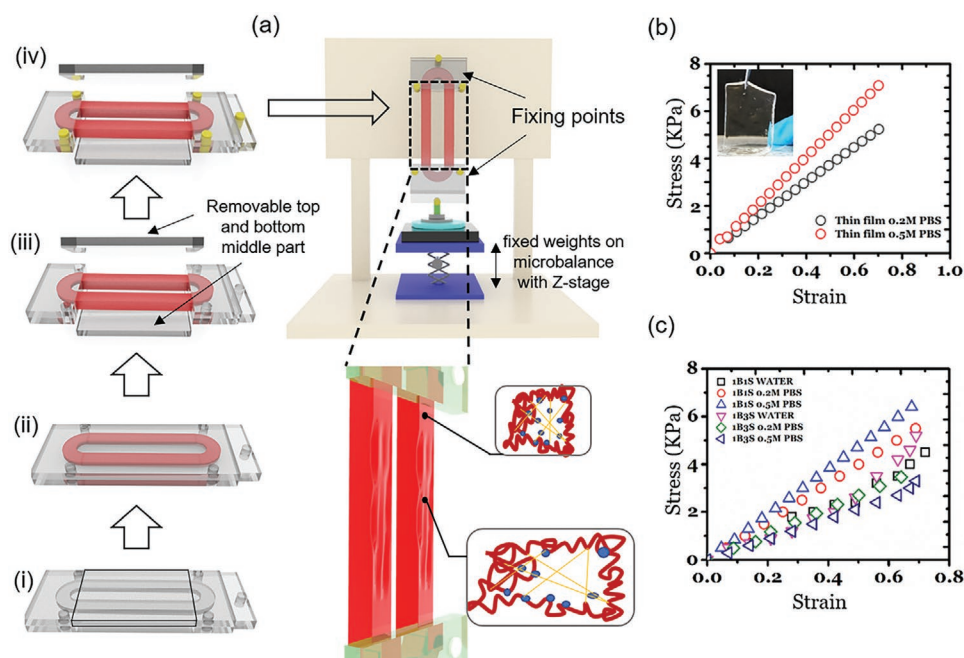 (iv)
(a)
Fixing points
Removable top
and bottom
middle part
(iii)
fixed weights on
microbalance
with Z-stage
(ii)
(i)
(b)
8
6
4
2
0
Stress (KPa)
Thin film 0.2M PBS
Thin film 0.5M PBS
0.0 0.2 0.4 0.6 0.8 1.0
Strain
(c)
8
6
4
2
0
Stress (KPa)
1B1S WATER
1B1S 0.2M PBS
1B1S 0.5M PBS
1B3S WATER
1B3S 0.2M PBS
1B3S 0.5M PBS
0.0 0.2 0.4 0.6 0.8
Strain